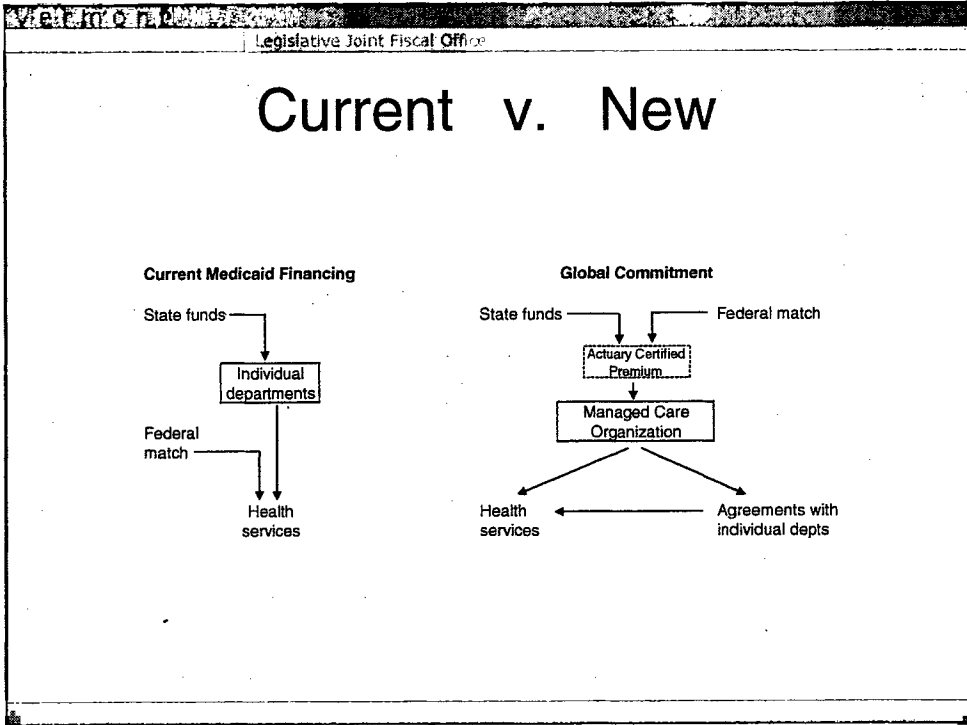 Vermont
Legislative Joint Fiscal Office
Current v. New
Current Medicaid Financing
State funds
Individual
departments
Federal
match
Health
services
Global Commitment
State funds
Federal match
Actuary Certified
Premium
Managed Care
Organization
Health
services
Agreements with
individual depts